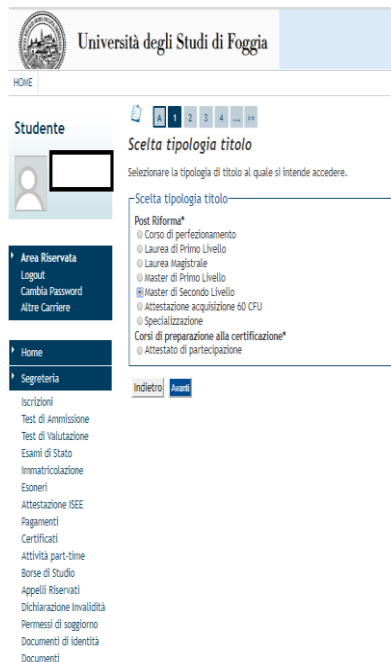 Università degli Studi di Foggia
HOME
Studente
Area Riservata
Logout
Cambia Password
Altre Carriere
Home
Segreteria
Iscrizioni
Test di Ammissione
Test di Valutazione
Esami di Stato
Immatricolazione
Esoneri
Attestazione ISEE
Pagamenti
Certificati
Attività part-time
Borse di Studio
Appelli Riservati
Dichiarazione Invalidità
Permessi di soggiorno
Documenti di identità
Documenti
A 1 2 3 4 ... >>
Scelta tipologia titolo
Selezionare la tipologia di titolo al quale si intende accedere.
Scelta tipologia titolo
Post Riforma*
Corso di perfezionamento
Laurea di Primo Livello
Laurea Magistrale
Master di Primo Livello
Master di Secondo Livello
Attestazione acquisizione 60 CFU
Specializzazione
Corsi di preparazione alla certificazione*
Attestato di partecipazione
Indietro Avanti